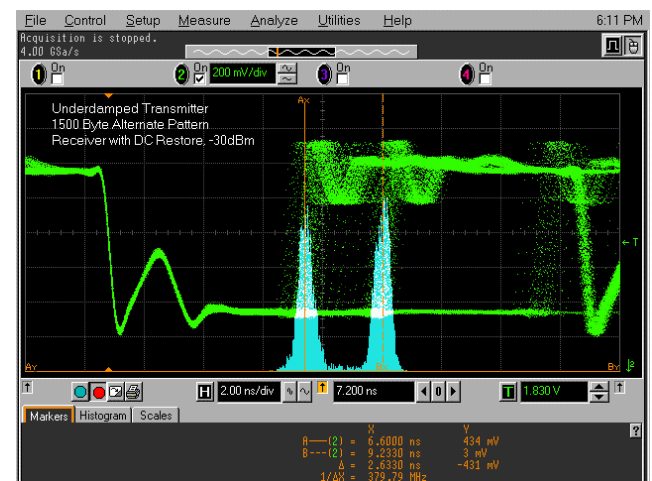 File Control Setup Measure Analyze Utilities Help 6:11 PM
Acquisition is stopped.
4.00 GSa/s
1 On 2 On 200 mV/div 3 On 4 On
Underdamped Transmitter
1500 Byte Alternate Pattern
Receiver with DC Restore, -30dBm
Ax
T
Ay
By
H 2.00 ns/div 7.200 ns 0 T 1.830 V
Markers Histogram Scales
?
X Y
A---(2) = 6.6000 ns 434 mV
B---(2) = 9.2330 ns 3 mV
Δ = 2.6330 ns -431 mV
1/ΔX = 379.79 MHz